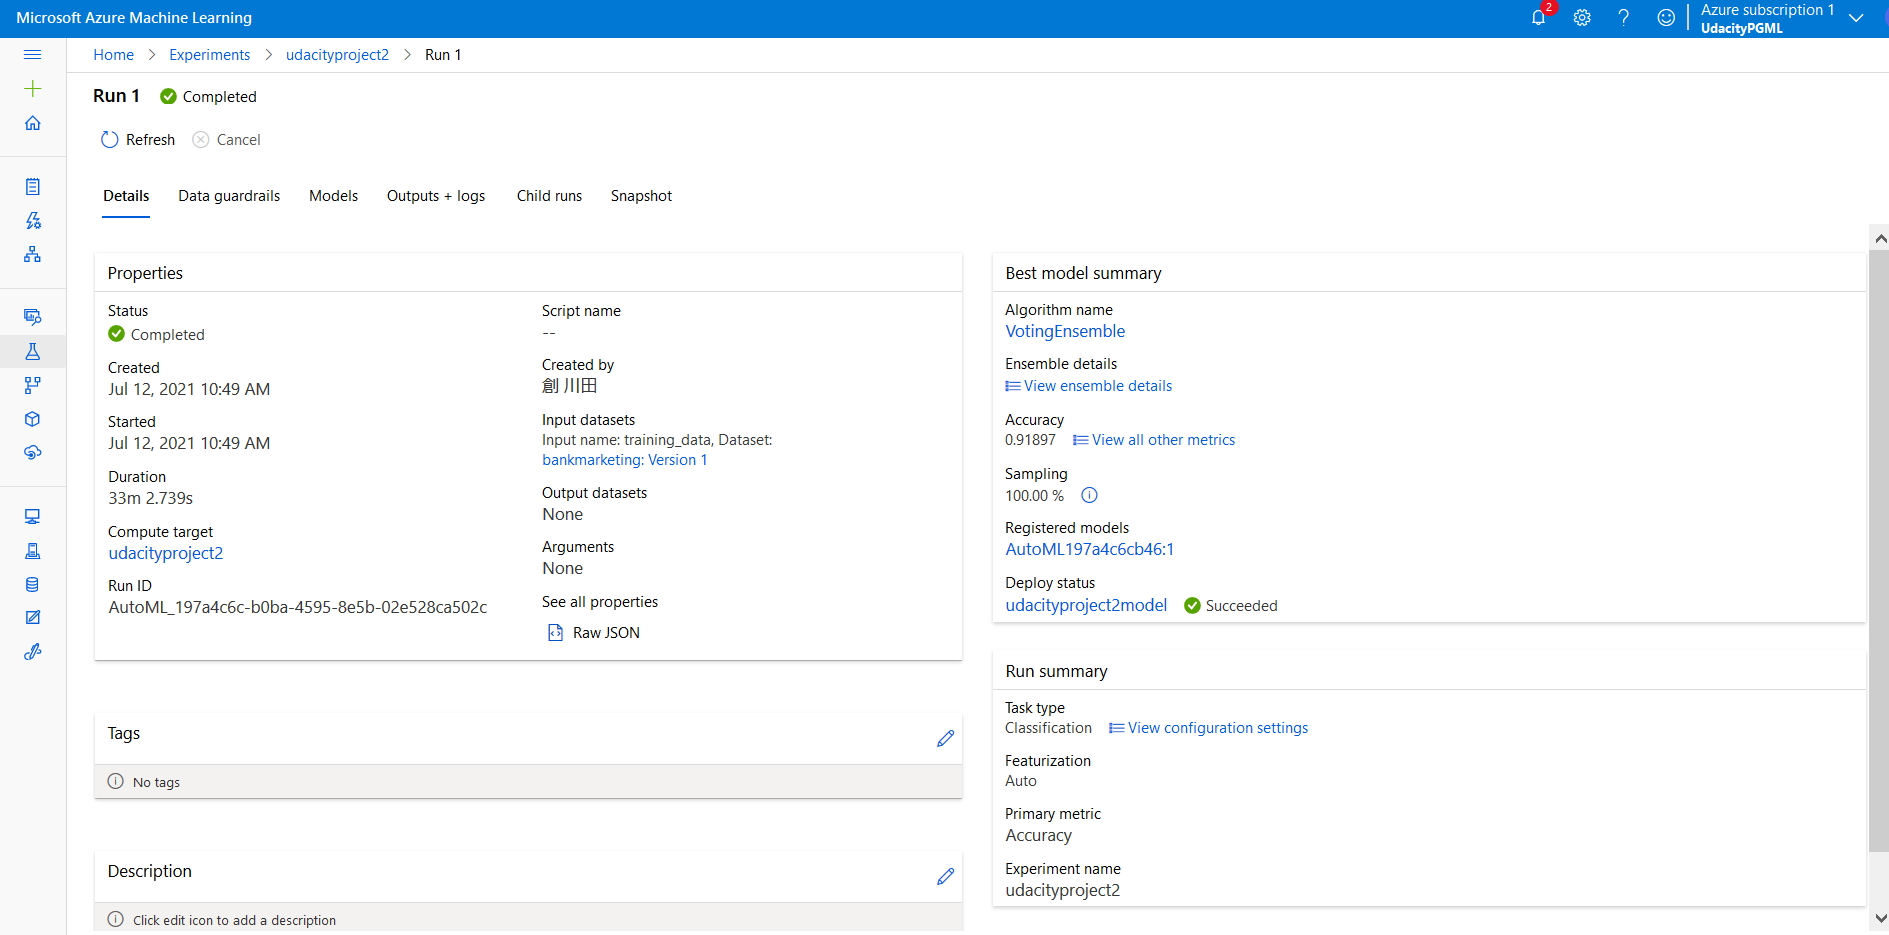 Microsoft Azure Machine Learning
2
Azure subscription 1
UdacityPGML
Home > Experiments > udacityproject2 > Run 1
Run 1 Completed
Refresh Cancel
Details Data guardrails Models Outputs + logs Child runs Snapshot
Properties
Status
Completed
Created
Jul 12, 2021 10:49 AM
Started
Jul 12, 2021 10:49 AM
Duration
33m 2.739s
Compute target
udacityproject2
Run ID
AutoML_197a4c6c-b0ba-4595-8e5b-02e528ca502c
Script name
--
Created by
創 川田
Input datasets
Input name: training_data, Dataset:
bankmarketing: Version 1
Output datasets
None
Arguments
None
See all properties
Raw JSON
Tags
No tags
Description
Click edit icon to add a description
Best model summary
Algorithm name
VotingEnsemble
Ensemble details
View ensemble details
Accuracy
0.91897 View all other metrics
Sampling
100.00 %
Registered models
AutoML197a4c6cb46:1
Deploy status
udacityproject2model Succeeded
Run summary
Task type
Classification View configuration settings
Featurization
Auto
Primary metric
Accuracy
Experiment name
udacityproject2